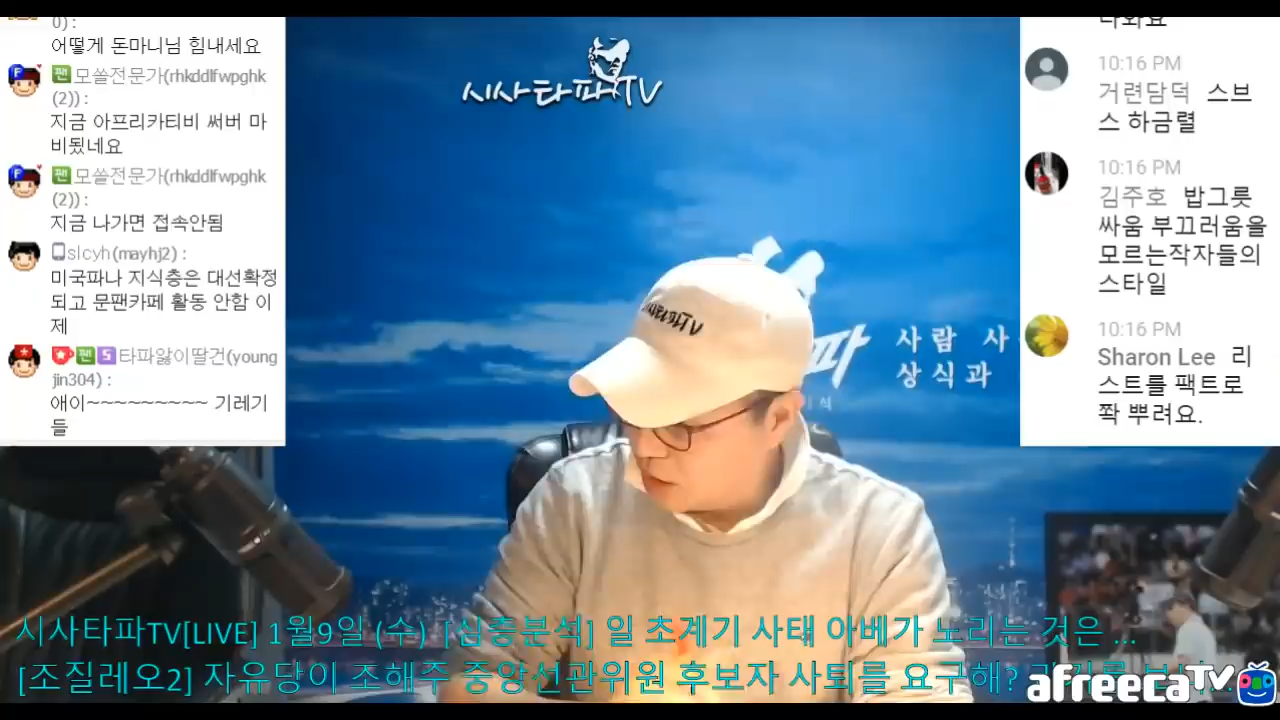 0) :
어떻게 돈마니님 힘내세요
팬 모쏠전문가(rhkddlfwpghk
(2)) :
지금 아프리카티비 써버 마
비됬네요
팬 모쏠전문가(rhkddlfwpghk
(2)) :
지금 나가면 접속안됨
slcyh(mayhj2) :
미국파나 지식층은 대선확정
되고 문팬카페 활동 안함 이
제
팬 S 타파앓이딸건(young
jin304) :
애이~~~~~~~~~ 기레기
들
시사타파TV
시사타파TV
파
사람 사
상식과
나와요
10:16 PM
거련담덕 스브
스 하금렬
10:16 PM
김주호 밥그릇
싸움 부끄러움을
모르는작자들의
스타일
10:16 PM
Sharon Lee 리
스트를 팩트로
쫙 뿌려요.
시사타파TV[LIVE] 1월9일 (수) [심층분석] 일 초계기 사태 아베가 노리는 것은 ...
[조질레오2] 자유당이 조해주 중앙선관위원 후보자 사퇴를 요구해?
afreecaTV